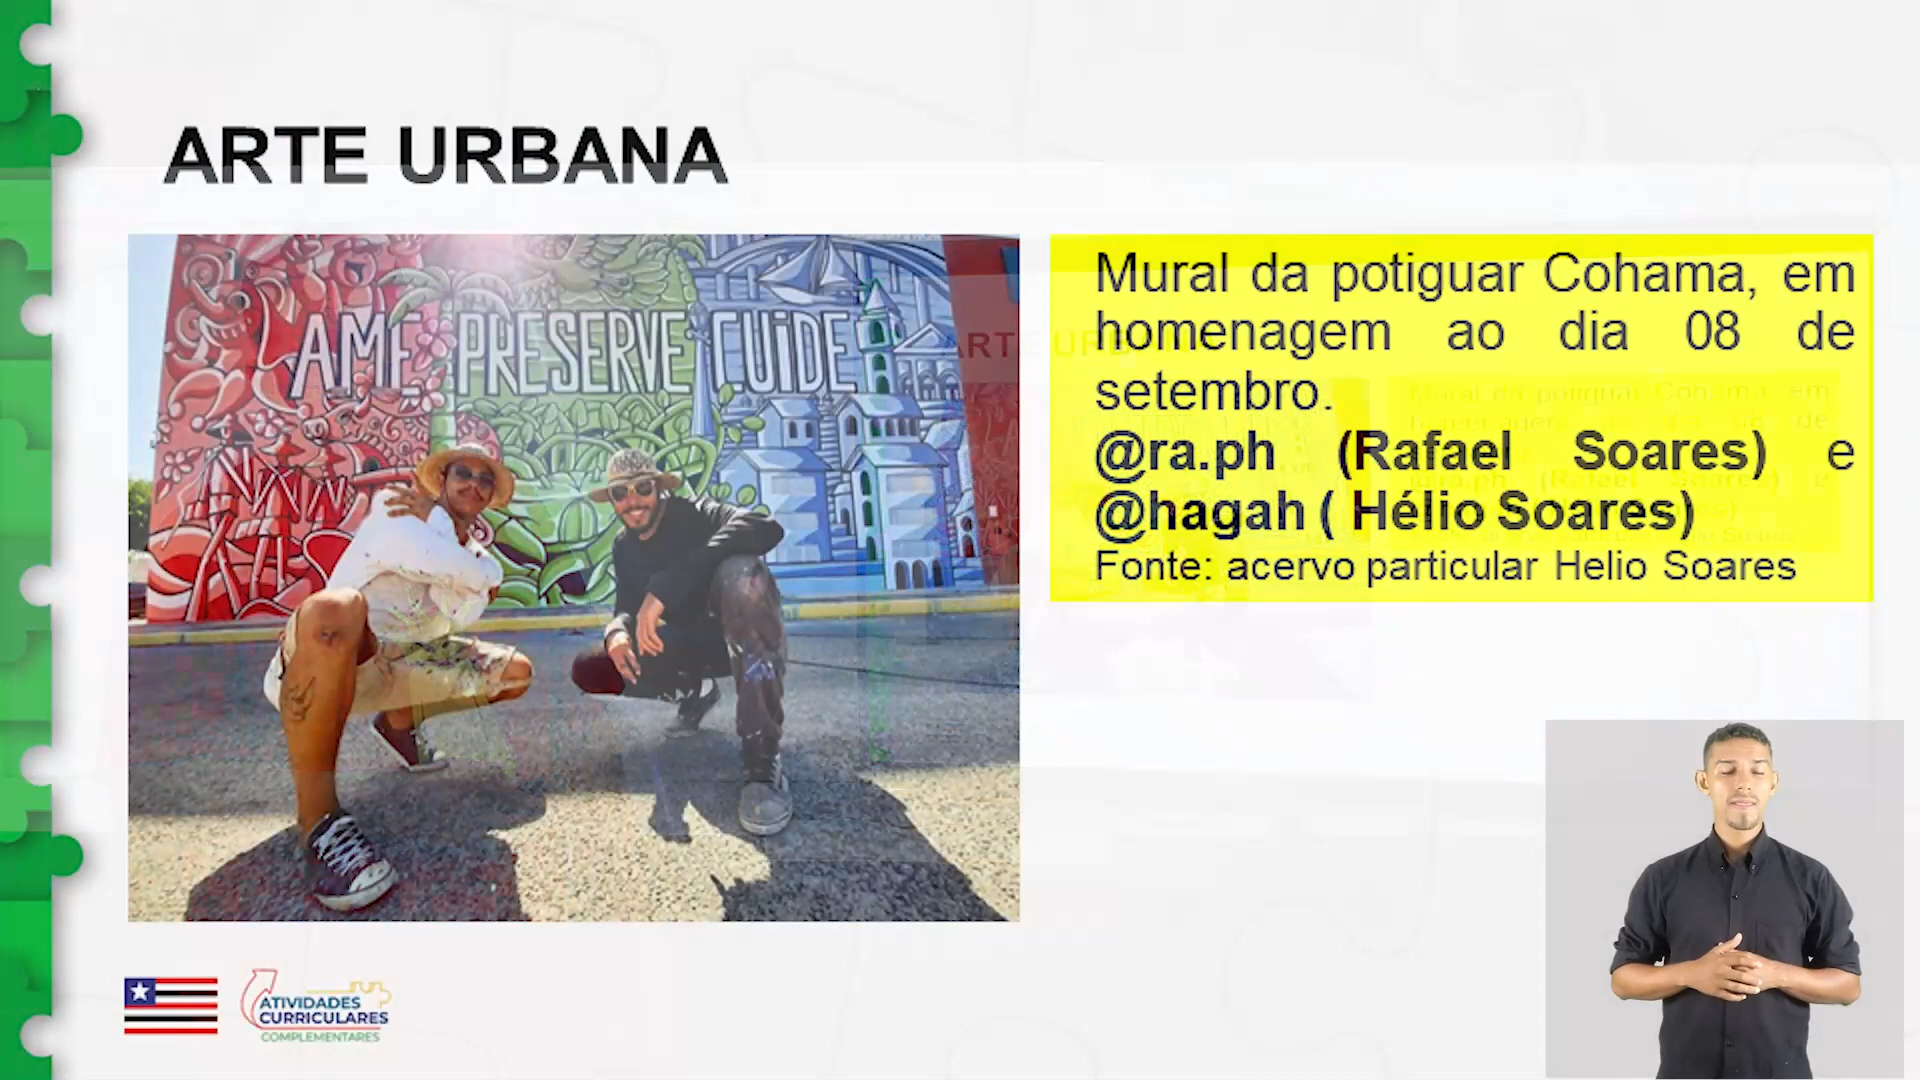 ARTE URBANA
AME PRESERVE CUiDE
Mural da potiguar Cohama, em
homenagem ao dia 08 de
setembro.
@ra.ph (Rafael Soares) e
@hagah ( Hélio Soares)
Fonte: acervo particular Helio Soares
ATIVIDADES
CURRICULARES
COMPLEMENTARES